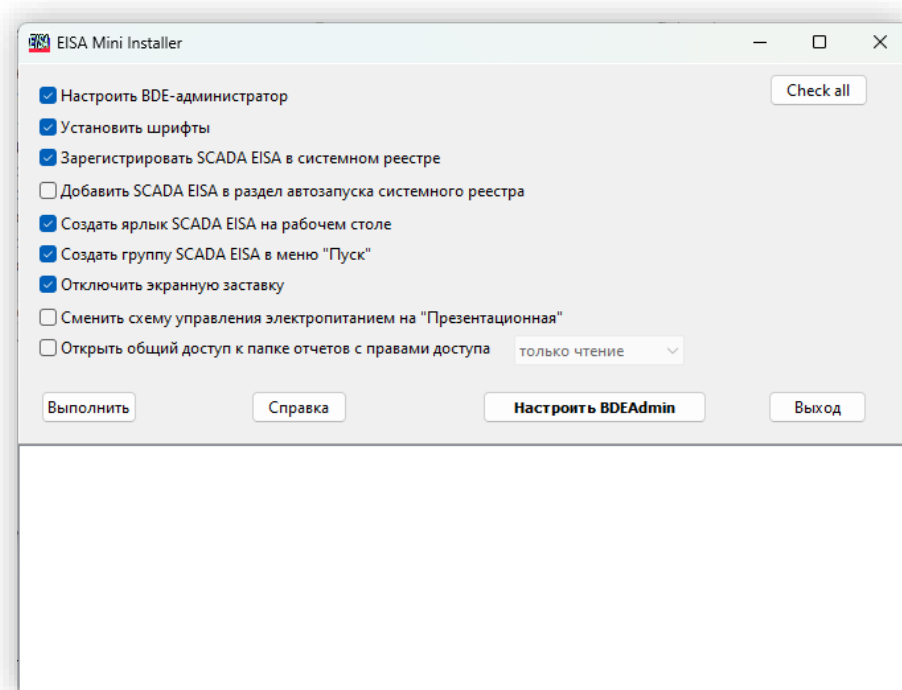 EISA Mini Installer
Настроить BDE-администратор
Check all
Установить шрифты
Зарегистрировать SCADA EISA в системном реестре
Добавить SCADA EISA в раздел автозапуска системного реестра
Создать ярлык SCADA EISA на рабочем столе
Создать группу SCADA EISA в меню "Пуск"
Отключить экранную заставку
Сменить схему управления электропитанием на "Презентационная"
Открыть общий доступ к папке отчетов с правами доступа только чтение
Выполнить Справка Настроить BDEAdmin Выход